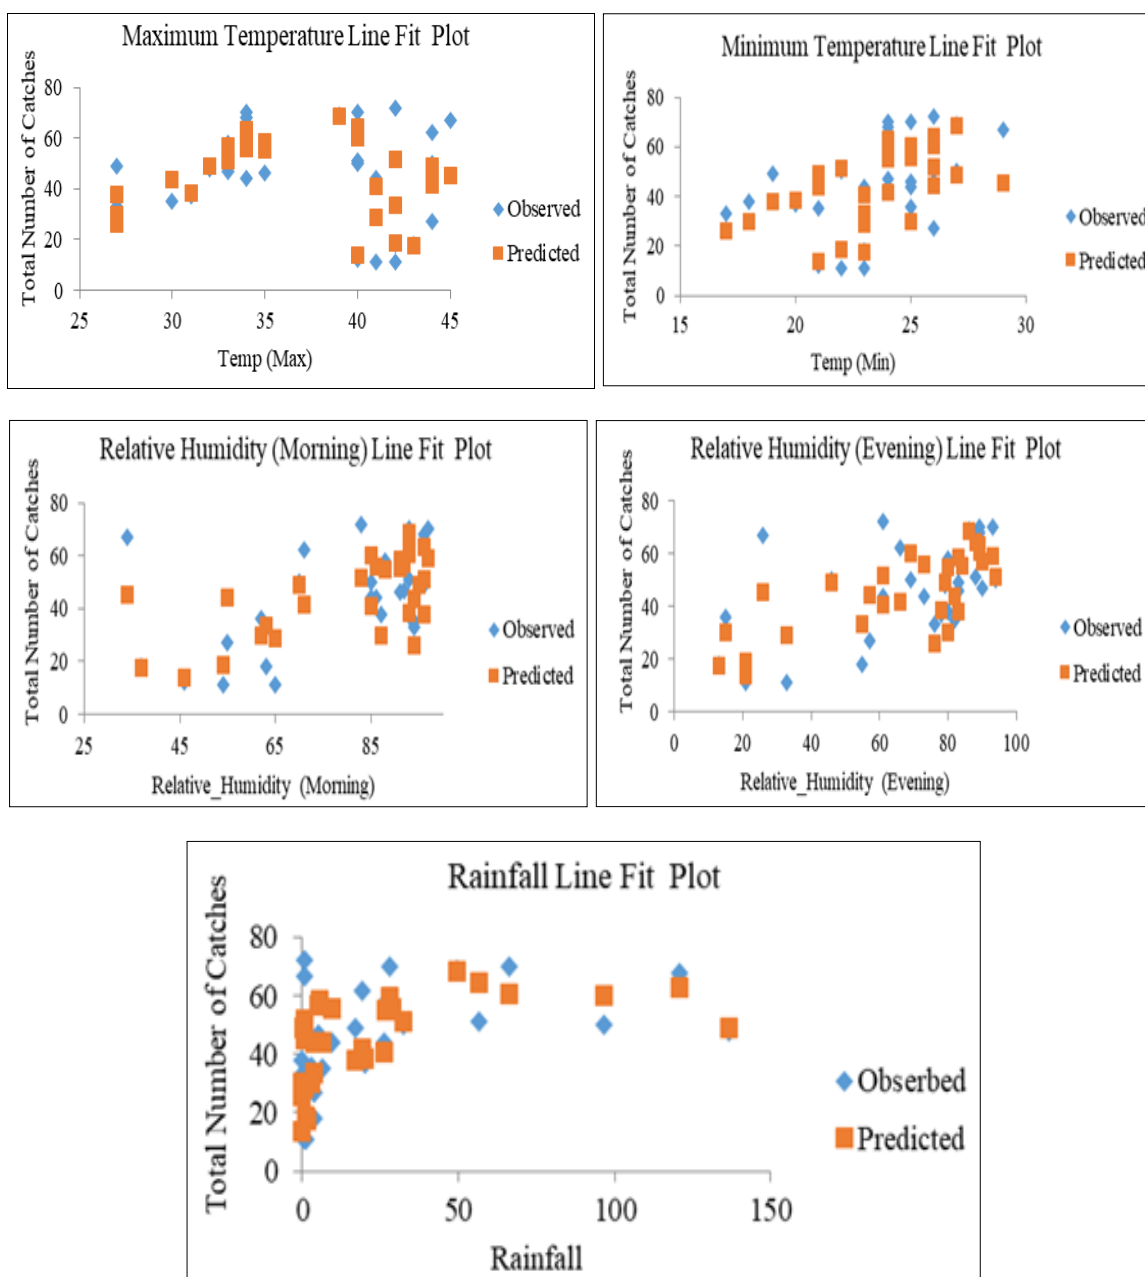 Maximum Temperature Line Fit Plot
Total Number of Catches
80
60
40
20
0
25 30 35 40 45
Temp (Max)
Observed
Predicted
Minimum Temperature Line Fit Plot
Total Number of Catches
80
60
40
20
0
15 20 25 30
Temp (Min)
Observed
Predicted
Relative Humidity (Morning) Line Fit Plot
Total Number of Catches
80
60
40
20
0
25 45 65 85
Relative_Humidity (Morning)
Observed
Predicted
Relative Humidity (Evening) Line Fit Plot
Total Number of Catches
80
60
40
20
0
0 20 40 60 80 100
Relative_Humidity (Evening)
Observed
Predicted
Rainfall Line Fit Plot
Total Number of Catches
80
60
40
20
0
0 50 100 150
Rainfall
Obserbed
Predicted